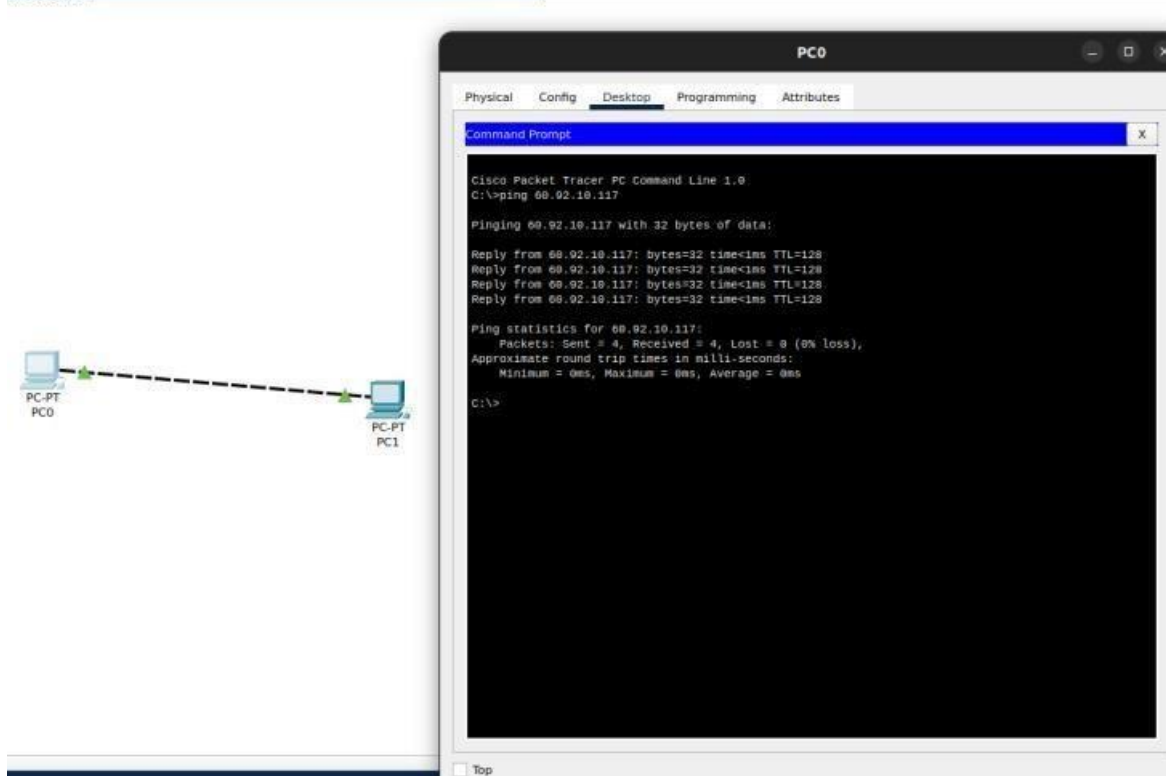 PC0
Physical Config Desktop Programming Attributes
Command Prompt
X
Cisco Packet Tracer PC Command Line 1.0
C:\>ping 60.92.10.117
Pinging 60.92.10.117 with 32 bytes of data:
Reply from 60.92.10.117: bytes=32 time<1ms TTL=128
Reply from 60.92.10.117: bytes=32 time<1ms TTL=128
Reply from 60.92.10.117: bytes=32 time<1ms TTL=128
Reply from 60.92.10.117: bytes=32 time<1ms TTL=128
Ping statistics for 60.92.10.117:
Packets: Sent = 4, Received = 4, Lost = 0 (0% loss),
Approximate round trip times in milli-seconds:
Minimum = 0ms, Maximum = 0ms, Average = 0ms
C:\>
PC-PT
PC0
PC-PT
PC1
Top